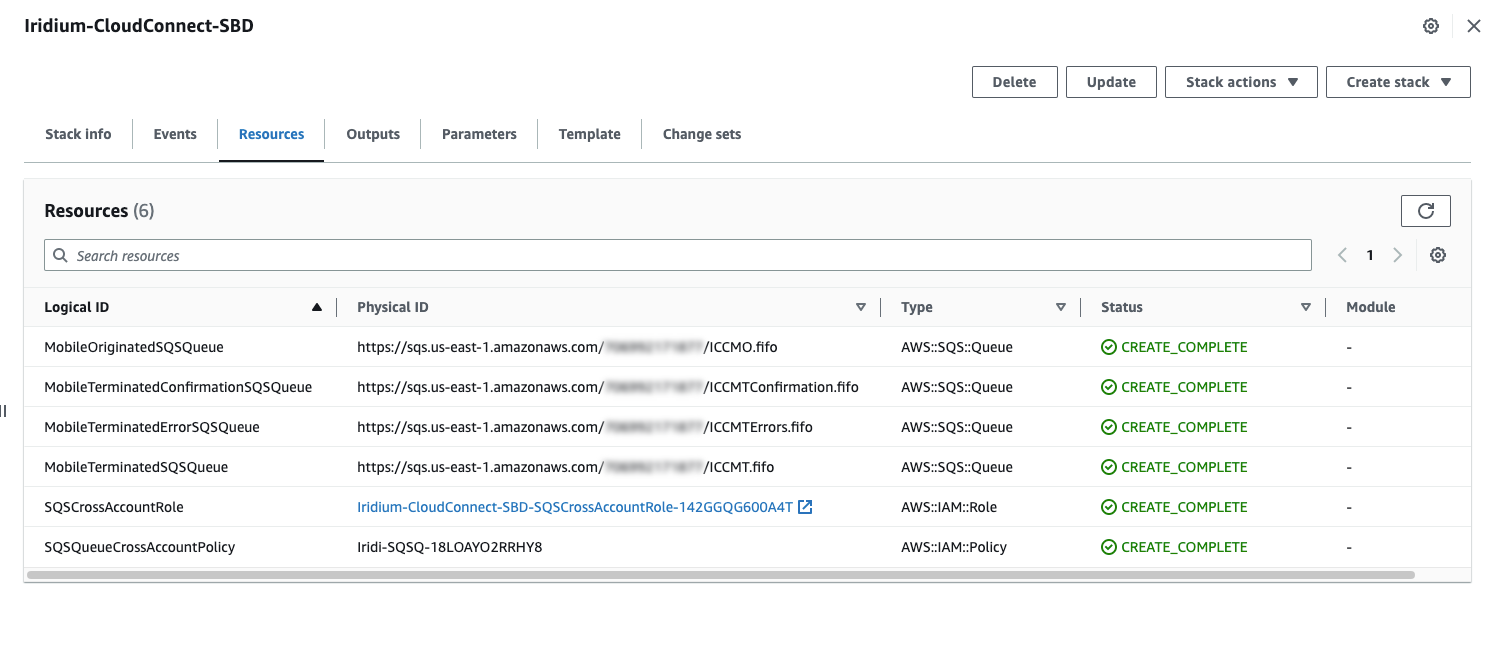 Iridium-CloudConnect-SBD
Delete Update Stack actions Create stack
Stack info Events Resources Outputs Parameters Template Change sets
Resources (6)
Search resources
1
Logical ID Physical ID Type Status Module
MobileOriginatedSQSQueue https://sqs.us-east-1.amazonaws.com/ /ICCMO.fifo AWS::SQS::Queue CREATE_COMPLETE -
MobileTerminatedConfirmationSQSQueue https://sqs.us-east-1.amazonaws.com/ /ICCMTConfirmation.fifo AWS::SQS::Queue CREATE_COMPLETE -
MobileTerminatedErrorSQSQueue https://sqs.us-east-1.amazonaws.com/ /ICCMTErrors.fifo AWS::SQS::Queue CREATE_COMPLETE -
MobileTerminatedSQSQueue https://sqs.us-east-1.amazonaws.com/ /ICCMT.fifo AWS::SQS::Queue CREATE_COMPLETE -
SQSCrossAccountRole Iridium-CloudConnect-SBD-SQSCrossAccountRole-142GGQG600A4T AWS::IAM::Role CREATE_COMPLETE -
SQSQueueCrossAccountPolicy Iridi-SQSQ-18LOAYO2RRHY8 AWS::IAM::Policy CREATE_COMPLETE -